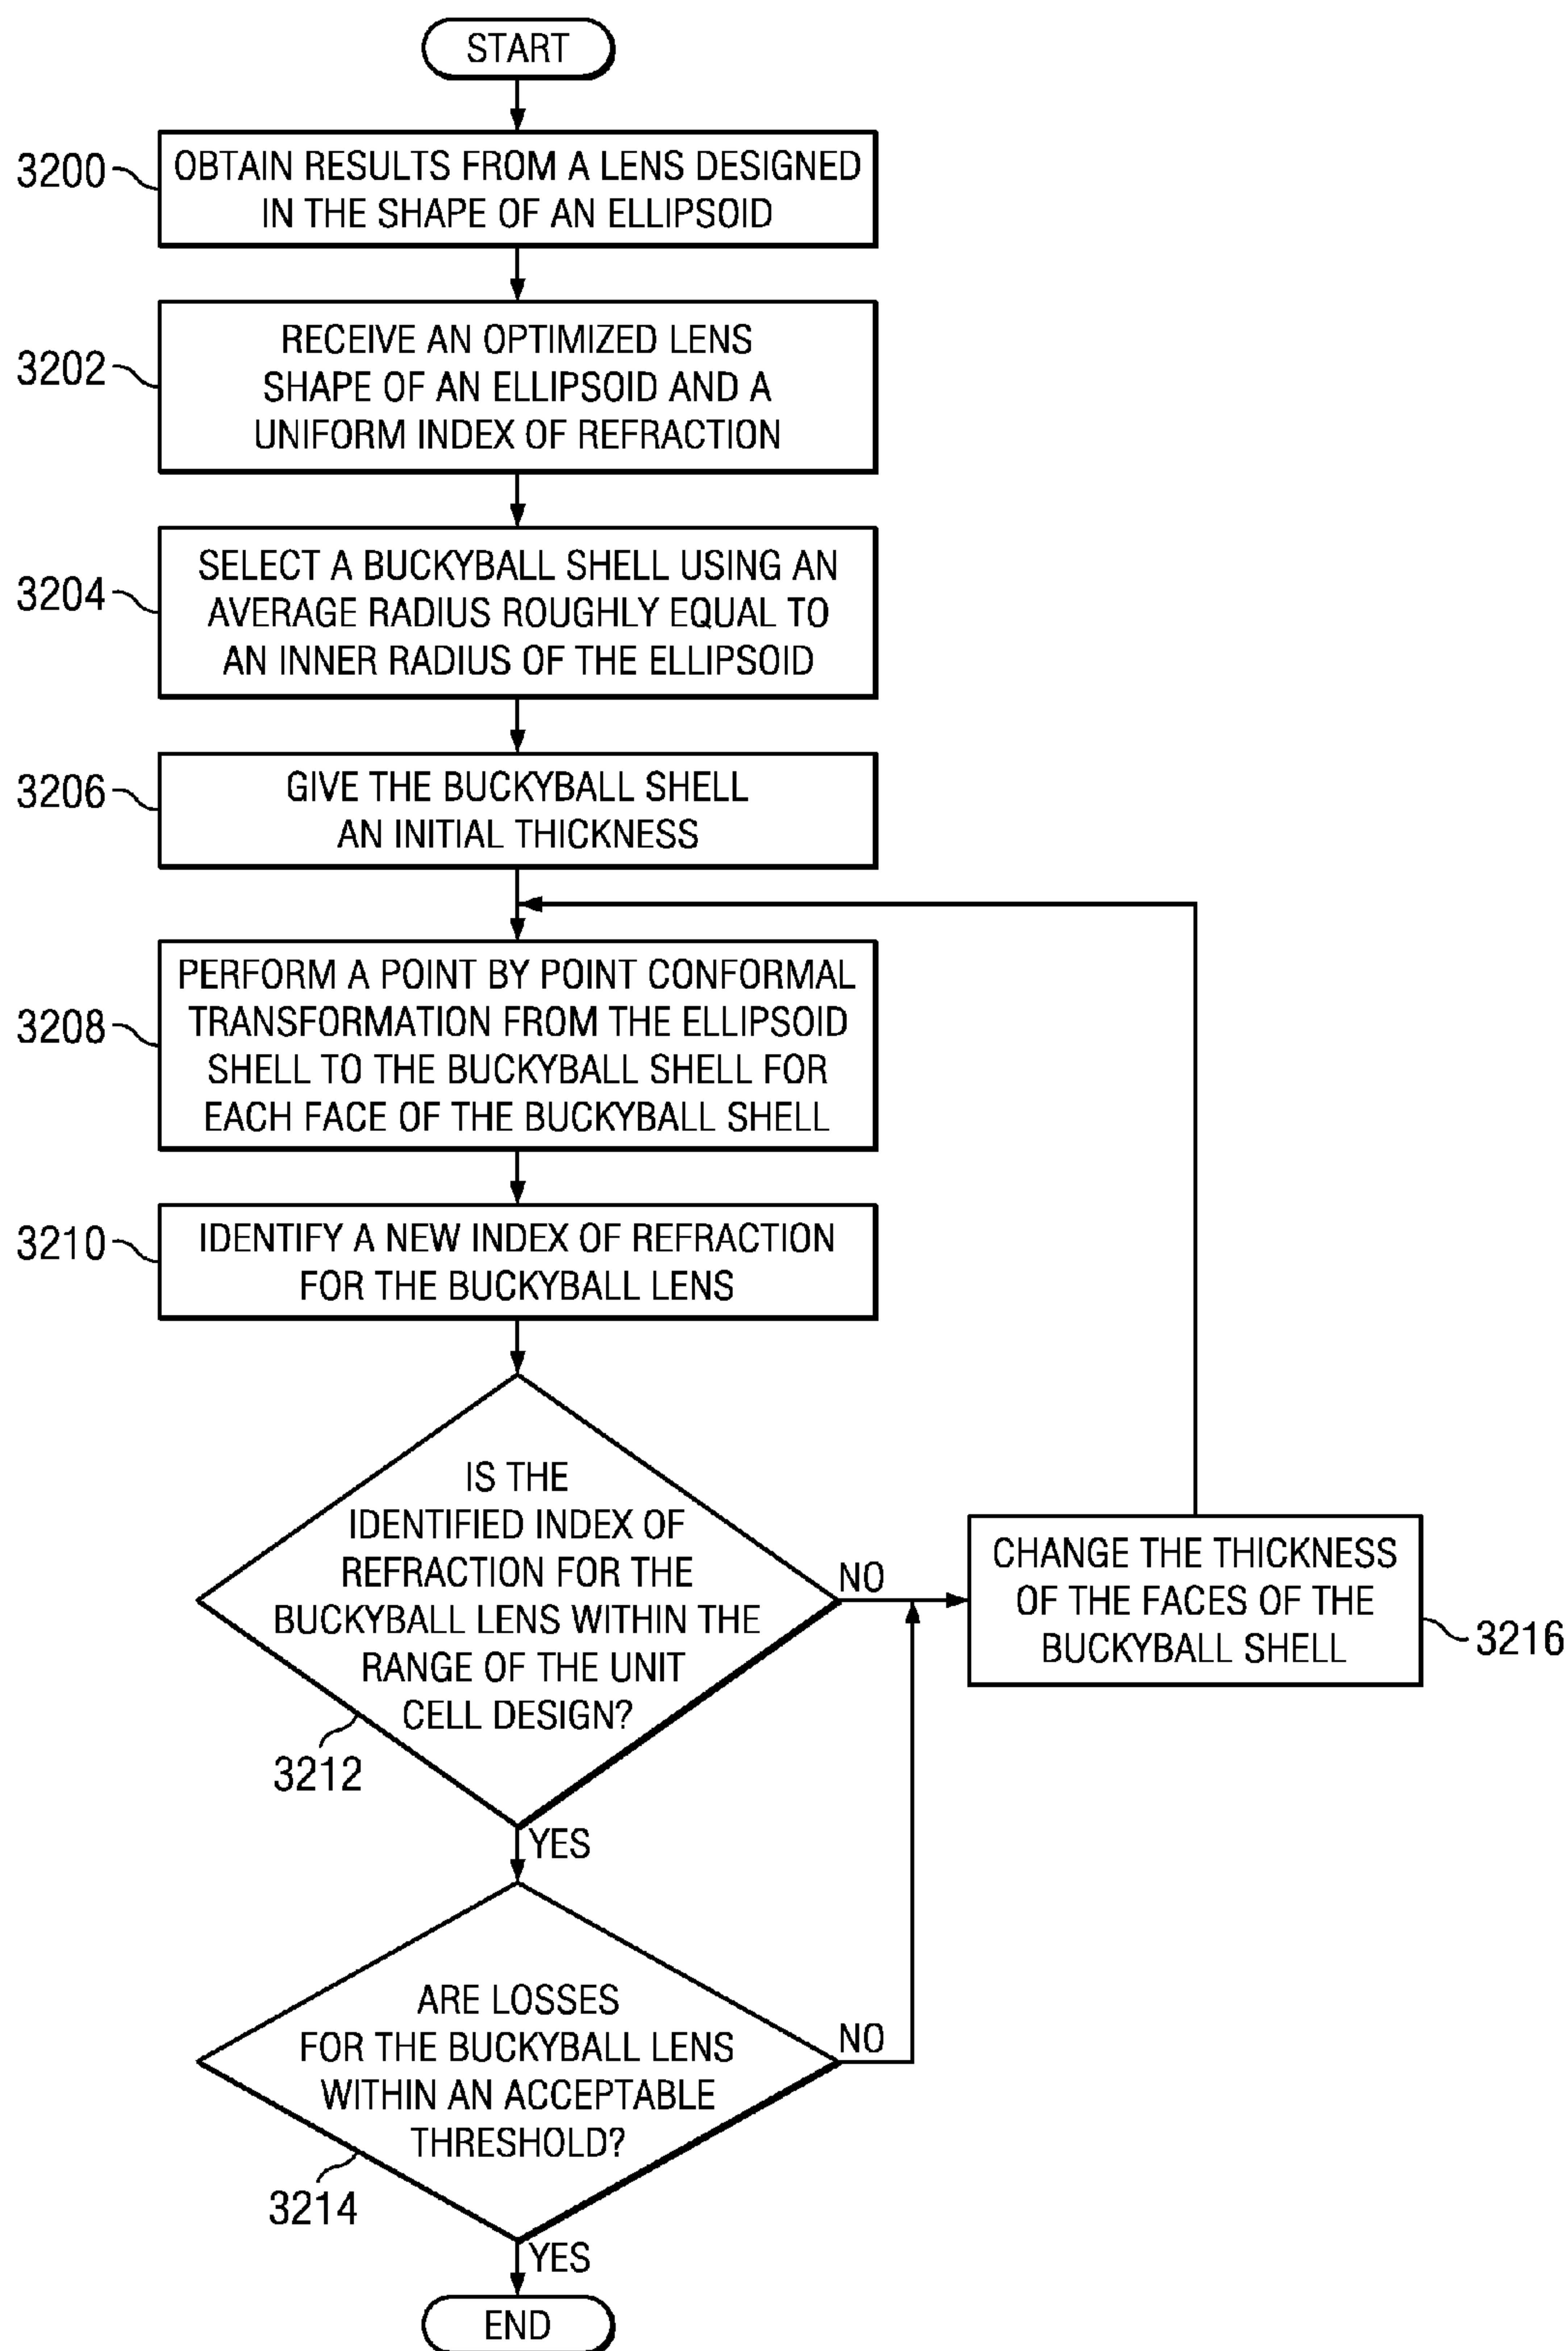 START
3200
OBTAIN RESULTS FROM A LENS DESIGNED
IN THE SHAPE OF AN ELLIPSOID
3202
RECEIVE AN OPTIMIZED LENS
SHAPE OF AN ELLIPSOID AND A
UNIFORM INDEX OF REFRACTION
3204
SELECT A BUCKYBALL SHELL USING AN
AVERAGE RADIUS ROUGHLY EQUAL TO
AN INNER RADIUS OF THE ELLIPSOID
3206
GIVE THE BUCKYBALL SHELL
AN INITIAL THICKNESS
3208
PERFORM A POINT BY POINT CONFORMAL
TRANSFORMATION FROM THE ELLIPSOID
SHELL TO THE BUCKYBALL SHELL FOR
EACH FACE OF THE BUCKYBALL SHELL
3210
IDENTIFY A NEW INDEX OF REFRACTION
FOR THE BUCKYBALL LENS
IS THE
IDENTIFIED INDEX OF
REFRACTION FOR THE
BUCKYBALL LENS WITHIN THE
RANGE OF THE UNIT
CELL DESIGN?
3212
NO
CHANGE THE THICKNESS
OF THE FACES OF THE
BUCKYBALL SHELL
3216
YES
ARE LOSSES
FOR THE BUCKYBALL LENS
WITHIN AN ACCEPTABLE
THRESHOLD?
3214
NO
YES
END